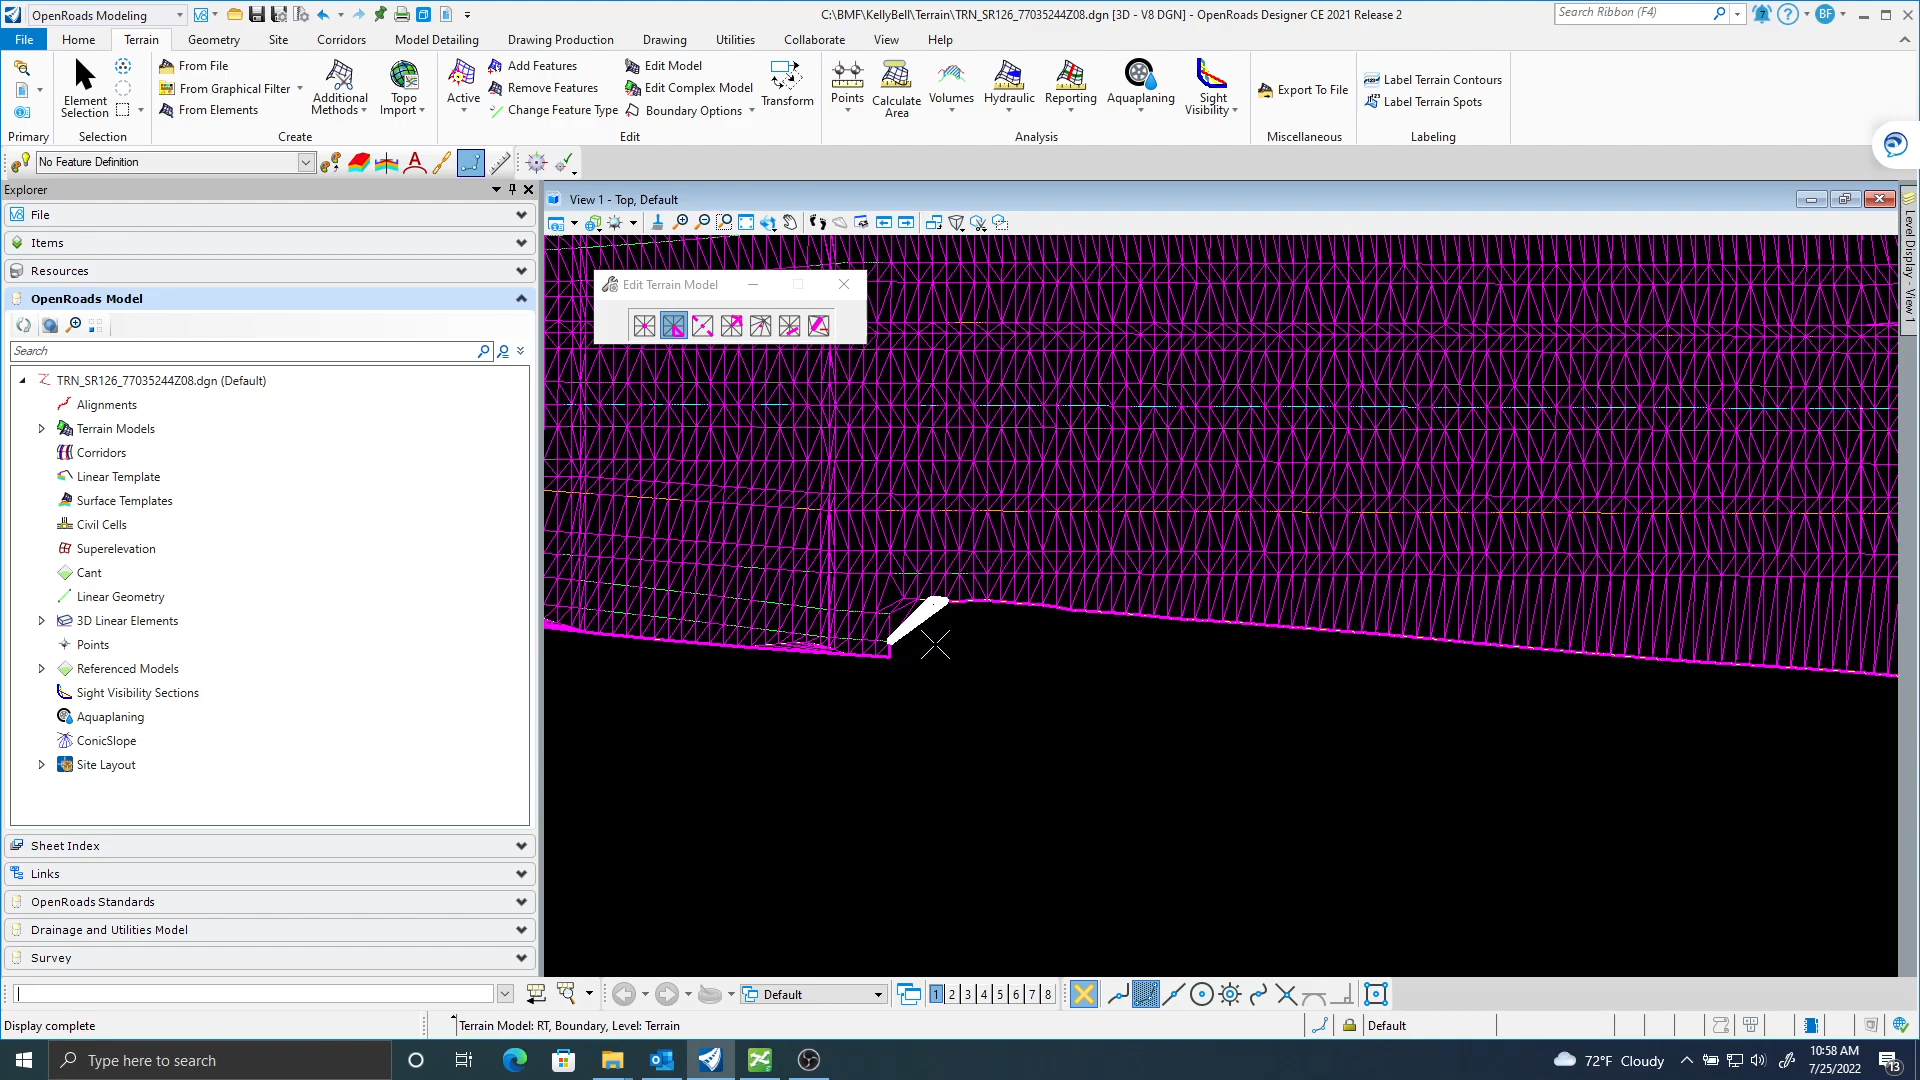 OpenRoads Modeling
C:\BMF\KellyBell\Terrain\TRN_SR126_77035244Z08.dgn [3D - V8 DGN] - OpenRoads Designer CE 2021 Release 2
Search Ribbon (F4)
BF
File Home Terrain Geometry Site Corridors Model Detailing Drawing Production Drawing Utilities Collaborate View Help
Element Selection
From File
From Graphical Filter
From Elements
Additional Methods
Topo Import
Active
Add Features
Remove Features
Change Feature Type
Edit Model
Edit Complex Model
Boundary Options
Transform
Points
Calculate Area
Volumes
Hydraulic
Reporting
Aquaplaning
Sight Visibility
Export To File
Label Terrain Contours
Label Terrain Spots
Primary Selection Create Edit Analysis Miscellaneous Labeling
No Feature Definition
Explorer
View 1 - Top, Default
Level Display - View 1
File
Items
Resources
OpenRoads Model
Search
Edit Terrain Model
TRN_SR126_77035244Z08.dgn (Default)
Alignments
Terrain Models
Corridors
Linear Template
Surface Templates
Civil Cells
Superelevation
Cant
Linear Geometry
3D Linear Elements
Points
Referenced Models
Sight Visibility Sections
Aquaplaning
ConicSlope
Site Layout
Sheet Index
Links
OpenRoads Standards
Drainage and Utilities Model
Survey
Default
1 2 3 4 5 6 7 8
Display complete
Terrain Model: RT, Boundary, Level: Terrain
Default
Type here to search
72°F Cloudy
10:58 AM
7/25/2022
13